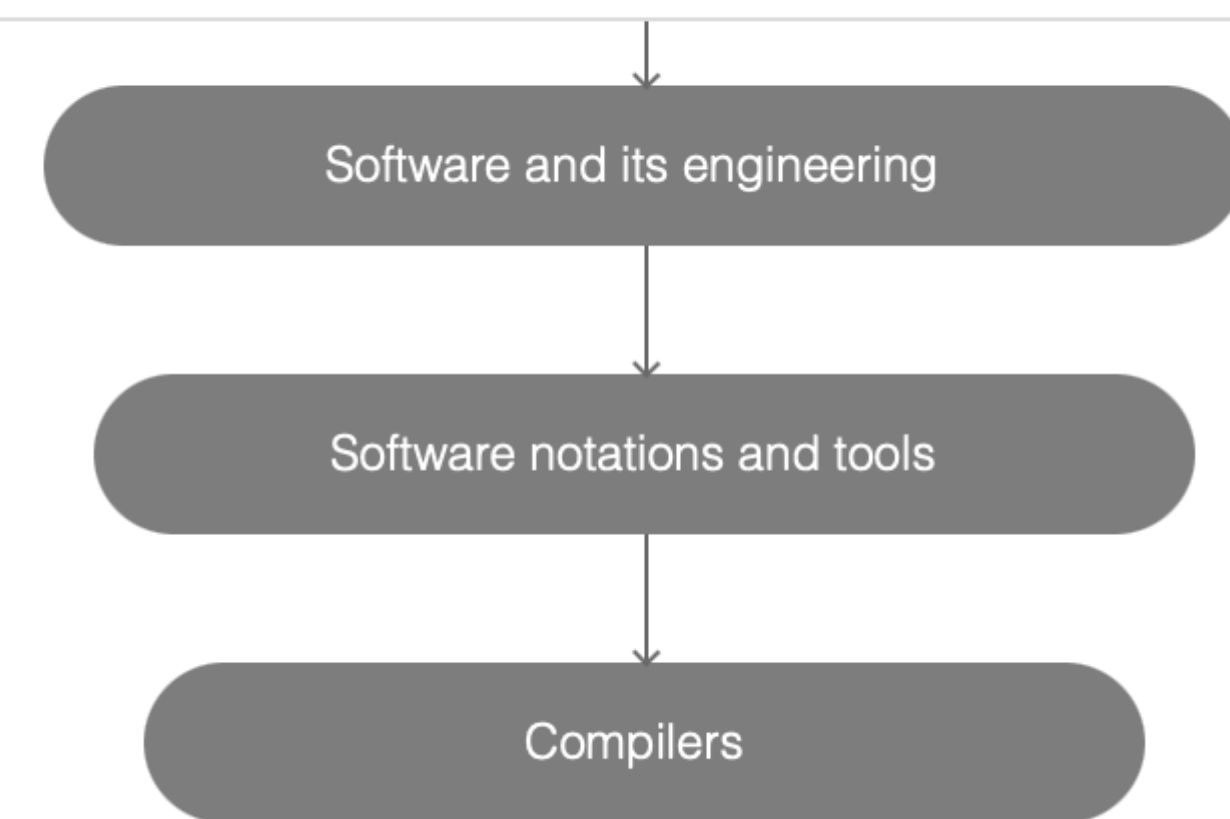 Software and its engineering
Software notations and tools
Compilers